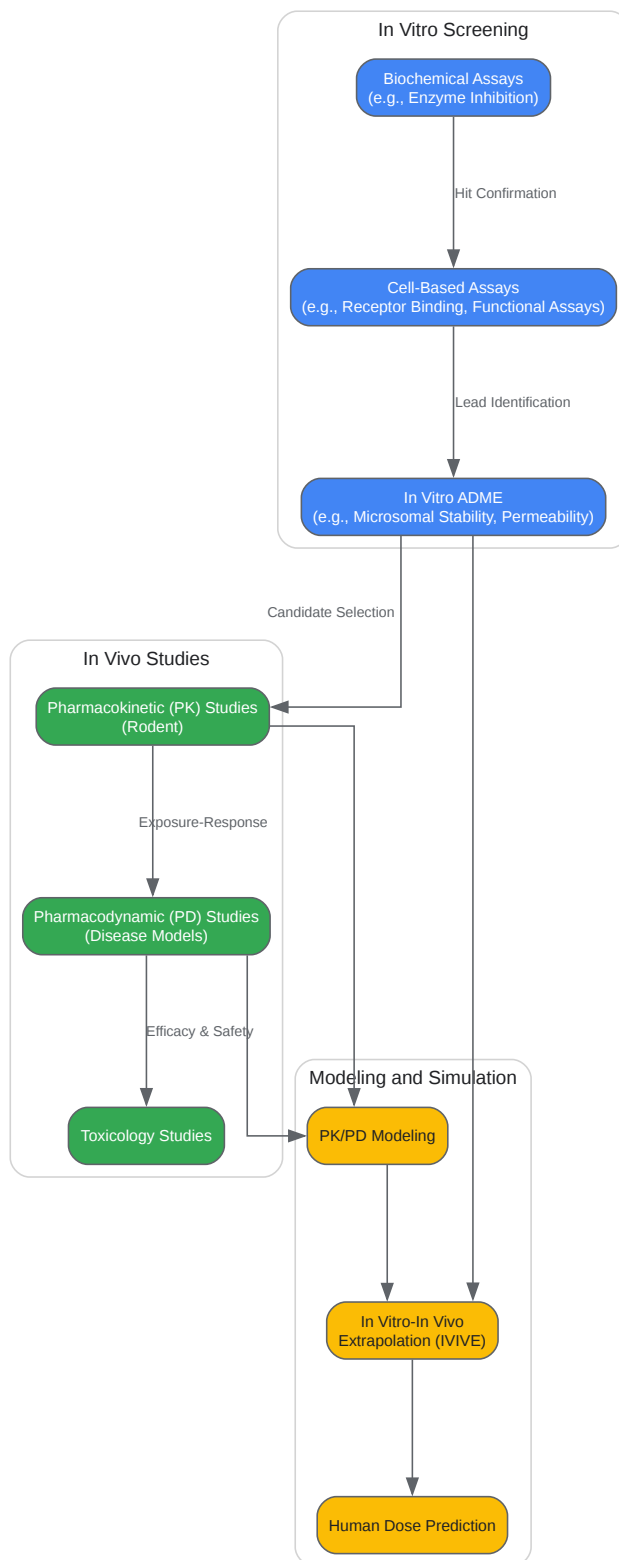 In Vitro Screening
Biochemical Assays
(e.g., Enzyme Inhibition)
Hit Confirmation
Cell-Based Assays
(e.g., Receptor Binding, Functional Assays)
Lead Identification
In Vitro ADME
(e.g., Microsomal Stability, Permeability)
Candidate Selection
In Vivo Studies
Pharmacokinetic (PK) Studies
(Rodent)
Exposure-Response
Pharmacodynamic (PD) Studies
(Disease Models)
Efficacy & Safety
Toxicology Studies
Modeling and Simulation
PK/PD Modeling
In Vitro-In Vivo
Extrapolation (IVIVE)
Human Dose Prediction